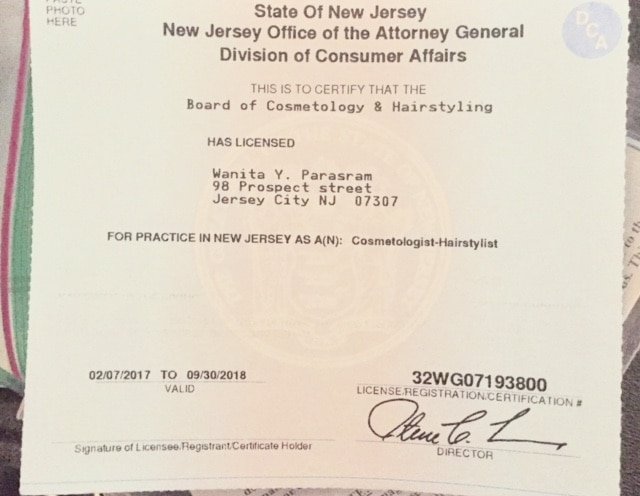 PASTE
PHOTO
HERE
State Of New Jersey
New Jersey Office of the Attorney General
Division of Consumer Affairs
DCA
THIS IS TO CERTIFY THAT THE
Board of Cosmetology & Hairstyling
HAS LICENSED
Wanita Y. Parasram
98 Prospect street
Jersey City NJ 07307
FOR PRACTICE IN NEW JERSEY AS A(N): Cosmetologist-Hairstylist
02/07/2017 TO 09/30/2018
VALID
32WG07193800
LICENSE/REGISTRATION/CERTIFICATION #
Signature of Licensee/Registrant/Certificate Holder
DIRECTOR